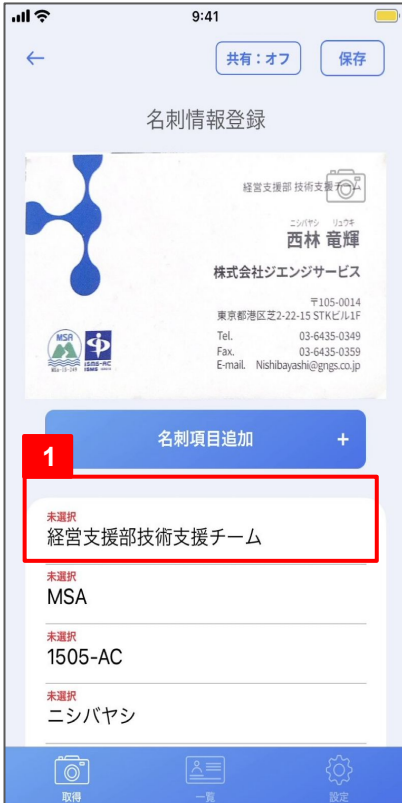 9:41
共有：オフ
保存
名刺情報登録
経営支援部 技術支援チーム
ニシバヤシ リュウキ
西林 竜輝
株式会社ジエンジサービス
〒105-0014
東京都港区芝2-22-15 STKビル1F
Tel. 03-6435-0349
Fax. 03-6435-0359
E-mail. Nishibayashi@gngs.co.jp
MSA
ISMS-AC
ISMS
名刺項目追加 +
1
未選択
経営支援部技術支援チーム
未選択
MSA
未選択
1505-AC
未選択
ニシバヤシ
取得
一覧
設定